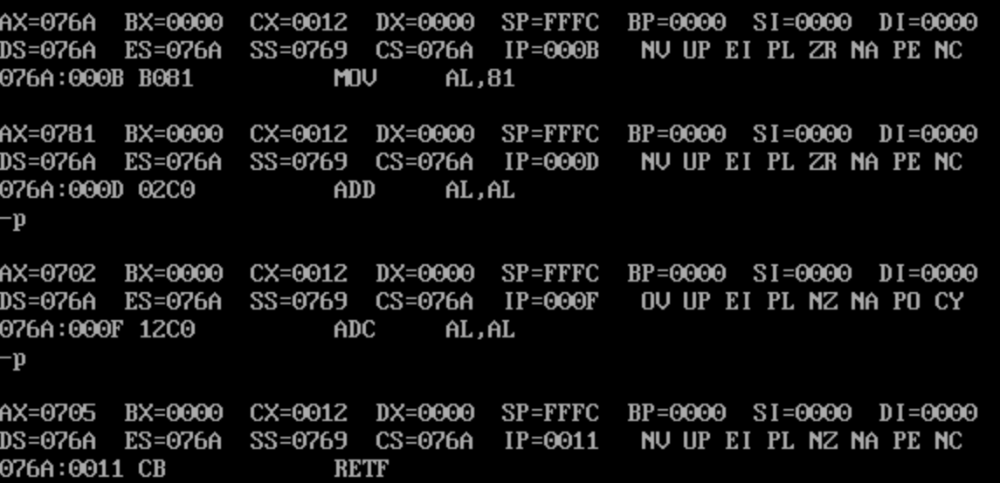 AX=076A BX=0000 CX=0012 DX=0000 SP=FFFC BP=0000 SI=0000 DI=0000
DS=076A ES=076A SS=0769 CS=076A IP=000B NV UP EI PL ZR NA PE NC
076A:000B B081 MOV AL,81
AX=0781 BX=0000 CX=0012 DX=0000 SP=FFFC BP=0000 SI=0000 DI=0000
DS=076A ES=076A SS=0769 CS=076A IP=000D NV UP EI PL ZR NA PE NC
076A:000D 02C0 ADD AL,AL
-p
AX=0702 BX=0000 CX=0012 DX=0000 SP=FFFC BP=0000 SI=0000 DI=0000
DS=076A ES=076A SS=0769 CS=076A IP=000F OV UP EI PL NZ NA PO CY
076A:000F 12C0 ADC AL,AL
-p
AX=0705 BX=0000 CX=0012 DX=0000 SP=FFFC BP=0000 SI=0000 DI=0000
DS=076A ES=076A SS=0769 CS=076A IP=0011 NV UP EI PL NZ NA PE NC
076A:0011 CB RETF